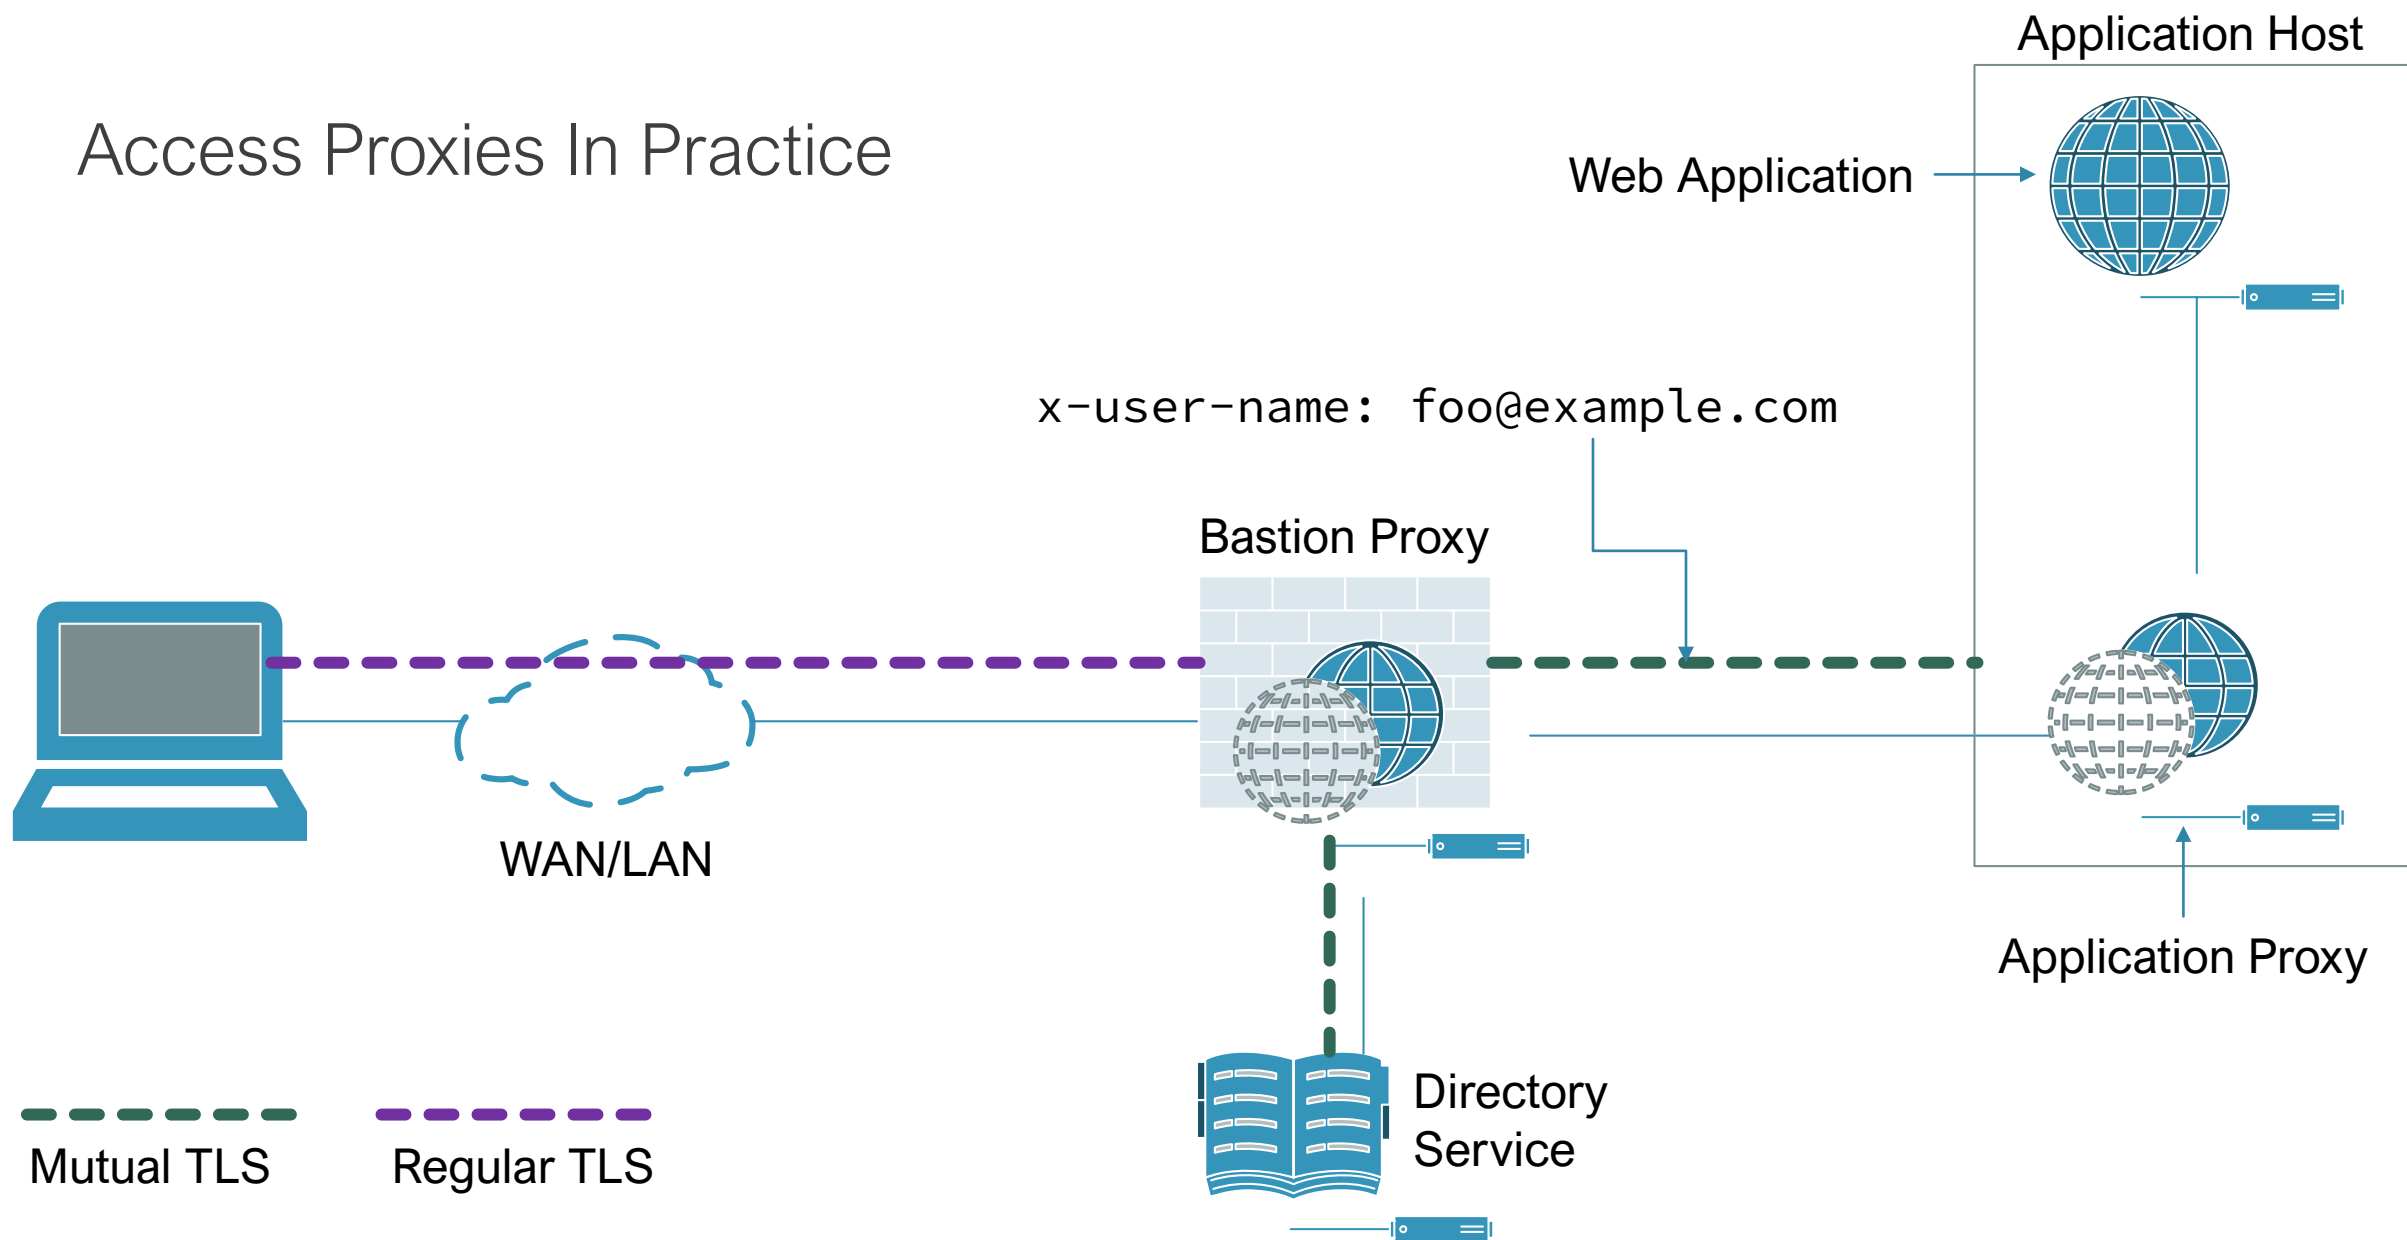 Application Host
Access Proxies In Practice
Web Application
x-user-name: foo@example.com
Bastion Proxy
WAN/LAN
Application Proxy
Directory
Service
Mutual TLS
Regular TLS